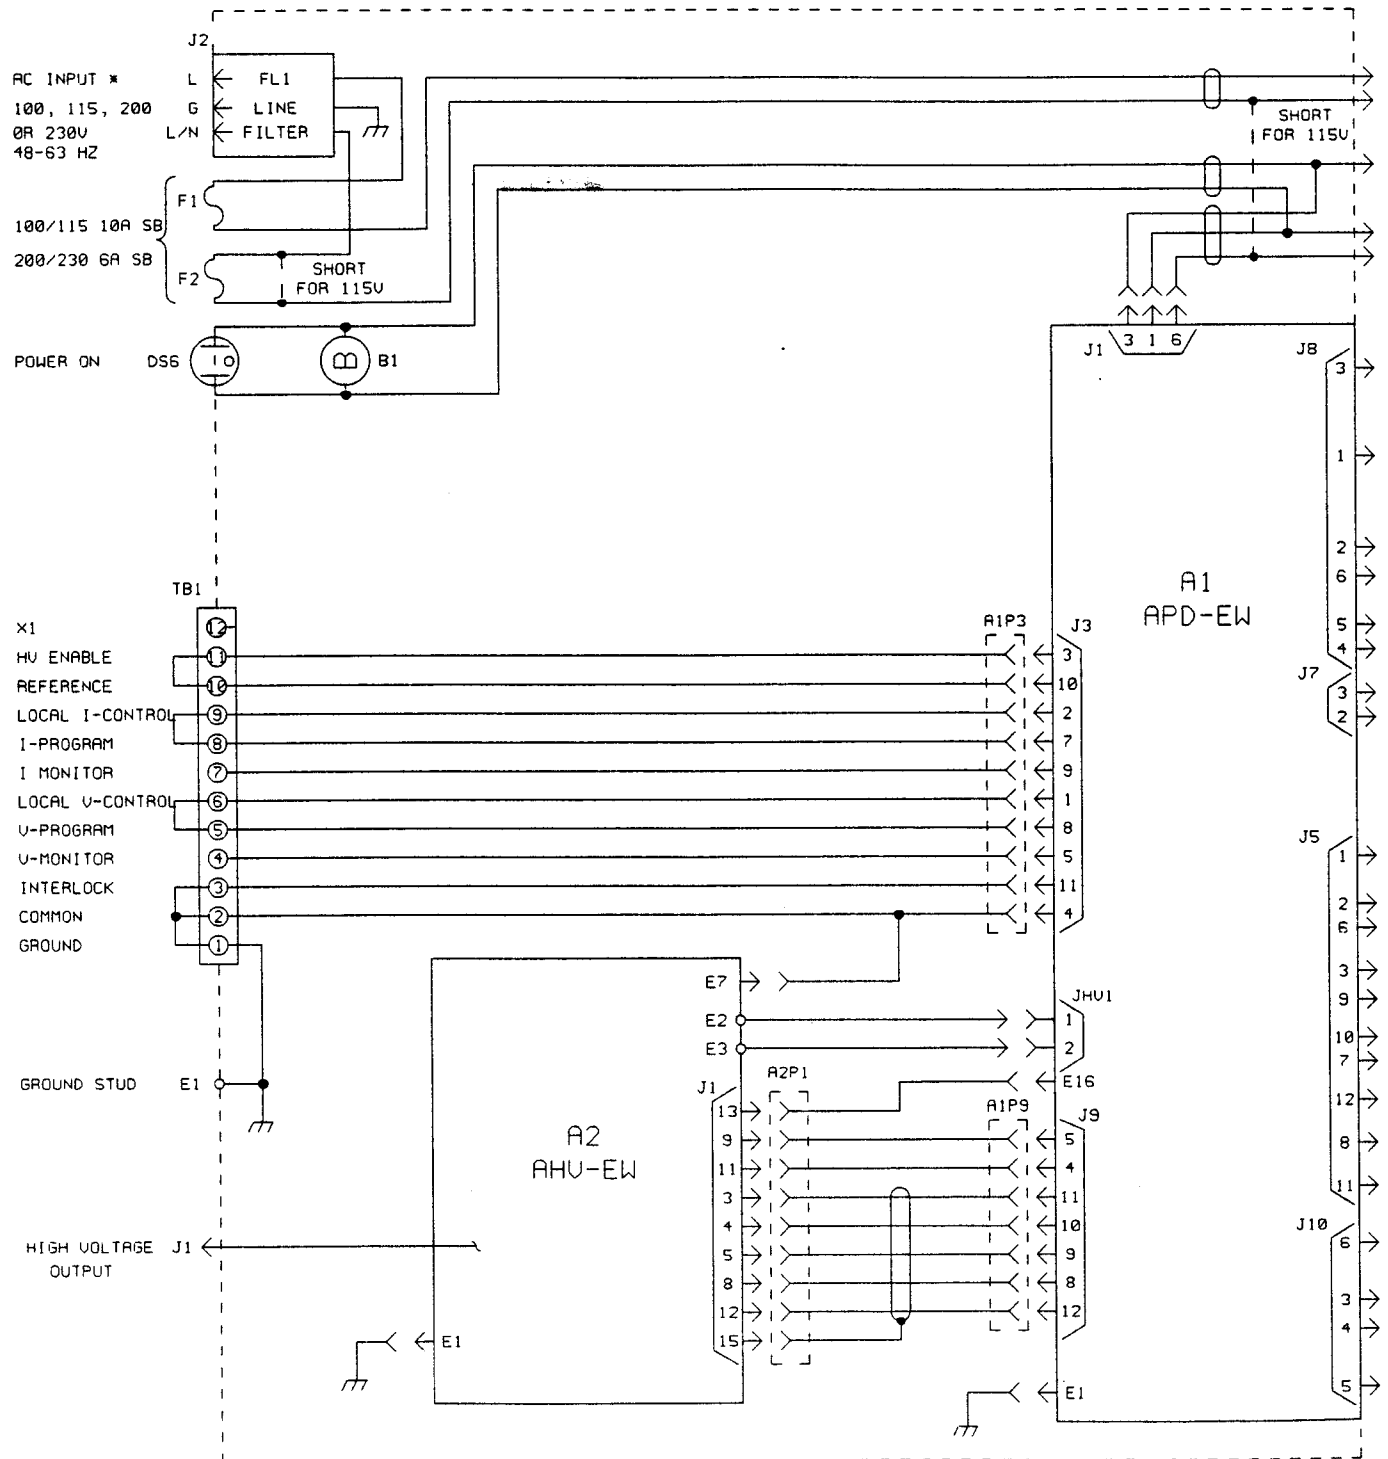 J2
AC INPUT *
L
FL1
100, 115, 200
G
LINE
OR 230V
L/N
FILTER
48-63 HZ
SHORT
FOR 115V
F1
100/115 10A SB
200/230 6A SB
F2
SHORT
FOR 115V
POWER ON
DS6
B
B1
J1
3 1 6
J8
3
1
2
6
5
4
A1
APD-EW
J7
3
2
TB1
X1
12
HV ENABLE
11
REFERENCE
10
LOCAL I-CONTROL
9
I-PROGRAM
8
I MONITOR
7
LOCAL V-CONTROL
6
V-PROGRAM
5
V-MONITOR
4
INTERLOCK
3
COMMON
2
GROUND
1
A1P3
J3
3
10
2
7
9
1
8
5
11
4
J5
1
2
6
3
9
10
7
12
8
11
E7
E2
E3
JHV1
1
2
E16
GROUND STUD
E1
A2
AHV-EW
J1
13
9
11
3
4
5
8
12
15
A2P1
A1P9
J9
5
4
11
10
9
8
12
HIGH VOLTAGE
OUTPUT
J1
E1
E1
J10
6
3
4
5